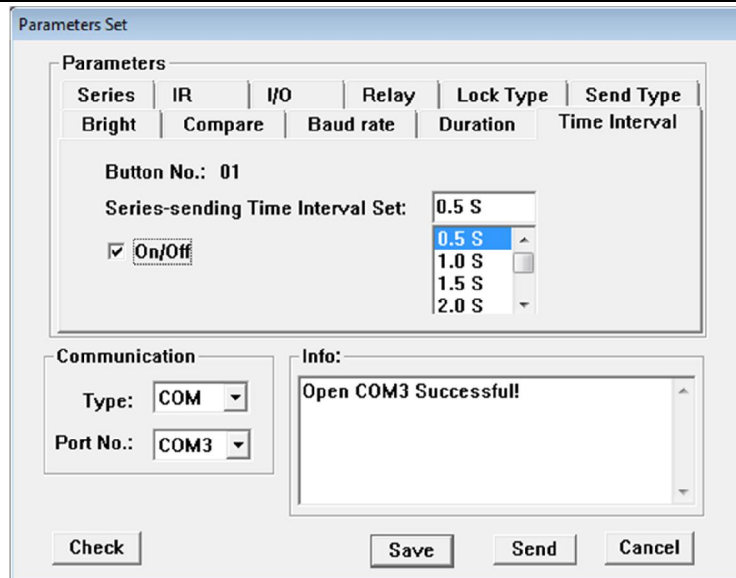 Parameters Set
Parameters
Series IR I/O Relay Lock Type Send Type
Bright Compare Baud rate Duration Time Interval
Button No.: 01
Series-sending Time Interval Set: 0.5 S
On/Off
0.5 S
1.0 S
1.5 S
2.0 S
Communication
Type: COM
Port No.: COM3
Info:
Open COM3 Successful!
Check Save Send Cancel